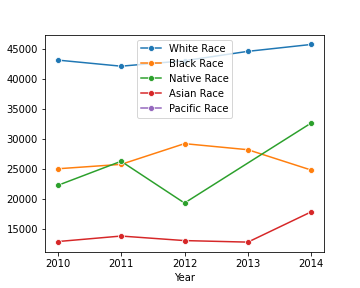 45000
40000
35000
30000
25000
20000
15000
White Race
Black Race
Native Race
Asian Race
Pacific Race
2010 2011 2012 2013 2014
Year